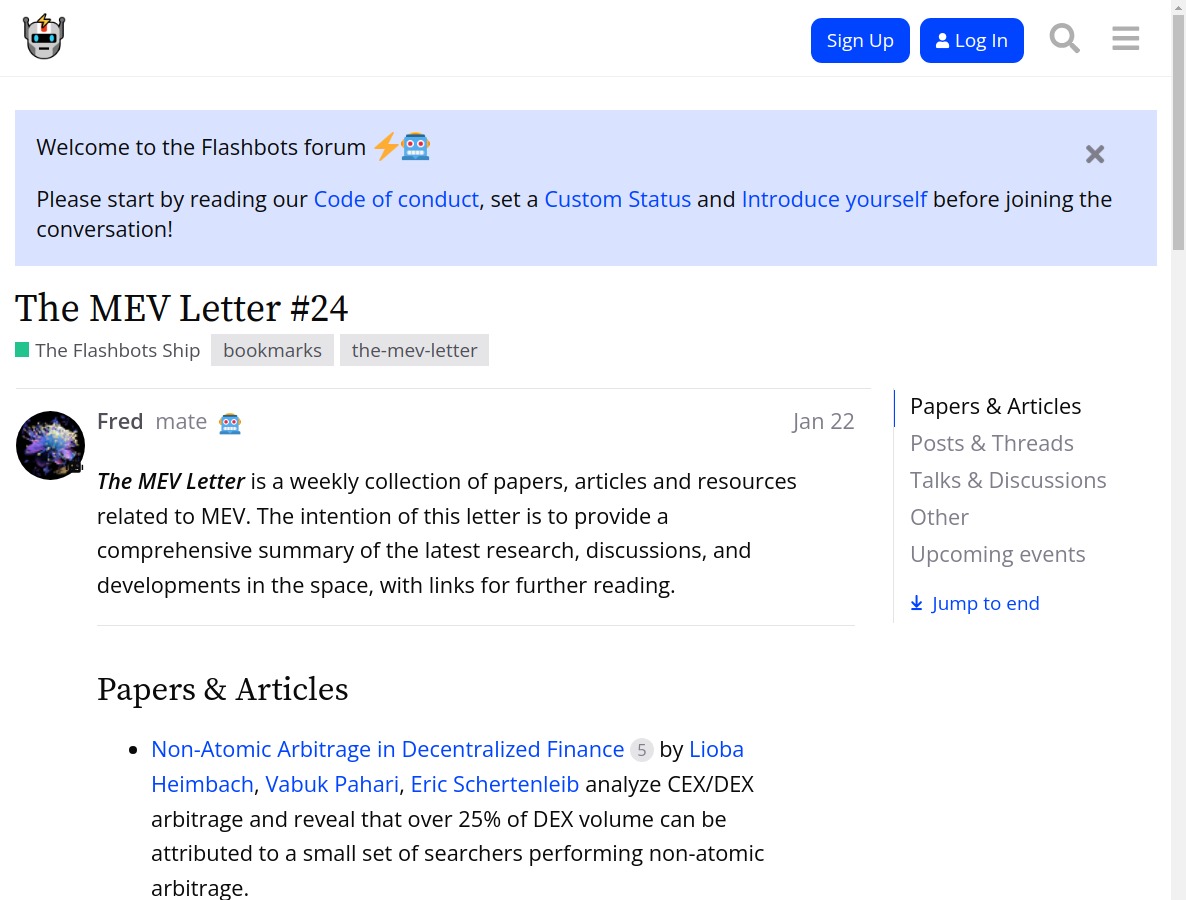 Sign Up
Log In
Welcome to the Flashbots forum
Please start by reading our Code of conduct, set a Custom Status and Introduce yourself before joining the
conversation!
The MEV Letter #24
The Flashbots Ship bookmarks the-mev-letter
Fred mate Jan 22
The MEV Letter is a weekly collection of papers, articles and resources
related to MEV. The intention of this letter is to provide a
comprehensive summary of the latest research, discussions, and
developments in the space, with links for further reading.
Papers & Articles
Non-Atomic Arbitrage in Decentralized Finance 5 by Lioba
Heimbach, Vabuk Pahari, Eric Schertenleib analyze CEX/DEX
arbitrage and reveal that over 25% of DEX volume can be
attributed to a small set of searchers performing non-atomic
arbitrage.
Papers & Articles
Posts & Threads
Talks & Discussions
Other
Upcoming events
Jump to end